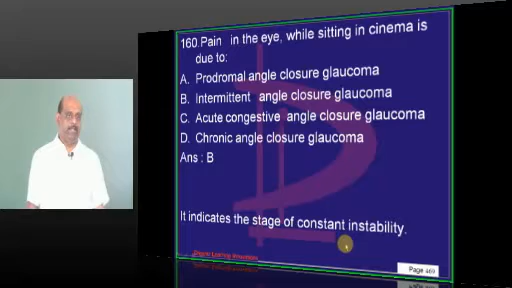 160.Pain in the eye, while sitting in cinema is
due to:
A. Prodromal angle closure glaucoma
B. Intermittent angle closure glaucoma
C. Acute congestive angle closure glaucoma
D. Chronic angle closure glaucoma
Ans : B
It indicates the stage of constant instability.
Page 469